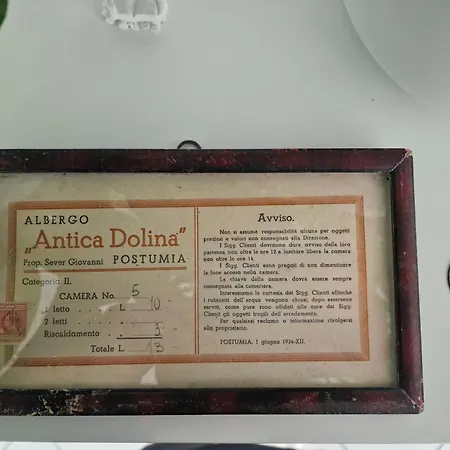 ALBERGO
„Antica Dolina"
Prop. Sever Giovanni POSTUMIA
Categoria II.
CAMERA No. 5
1 letto . . . . L 10
2 letti . . . . „
Riscaldamento . . „ 3
Totale L. 13
Avviso.
Non si assume responsabilità alcuna per oggetti
preziosi e valori non consegnati alla Direzione.
I Sigg Clienti dovranno dare avviso della loro
partenza non oltre le ore 12 e lasciare libera la camera
non oltre le ore 14.
I Sigg. Clienti sono pregati di non dimenticare
la luce accesa nella camera.
La chiave della camera dovrà essere sempre
consegnata alla cameriera.
Interessiamo la cortesia dei Sig. Clienti affinchè
i rubinetti dell'acqua vengano chiusi, dopo essersene
serviti, come pure sono affidati alle cure dei Sig.
Clienti gli oggetti fragili dell'arredamento.
Per qualsiasi reclamo o informazione rivolgersi
alla proprietario.
POSTUMIA, 1 giugno 1934-XII.